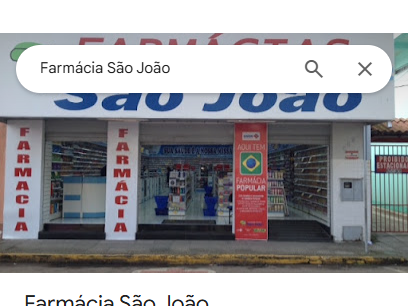 FARMÁCIAS
Farmácia São João
São João
FARMÁCIA
FARMÁCIA
AQUI TEM
FARMÁCIA
POPULAR
PROIBIDO
ESTACIONAR
Farmácia São João